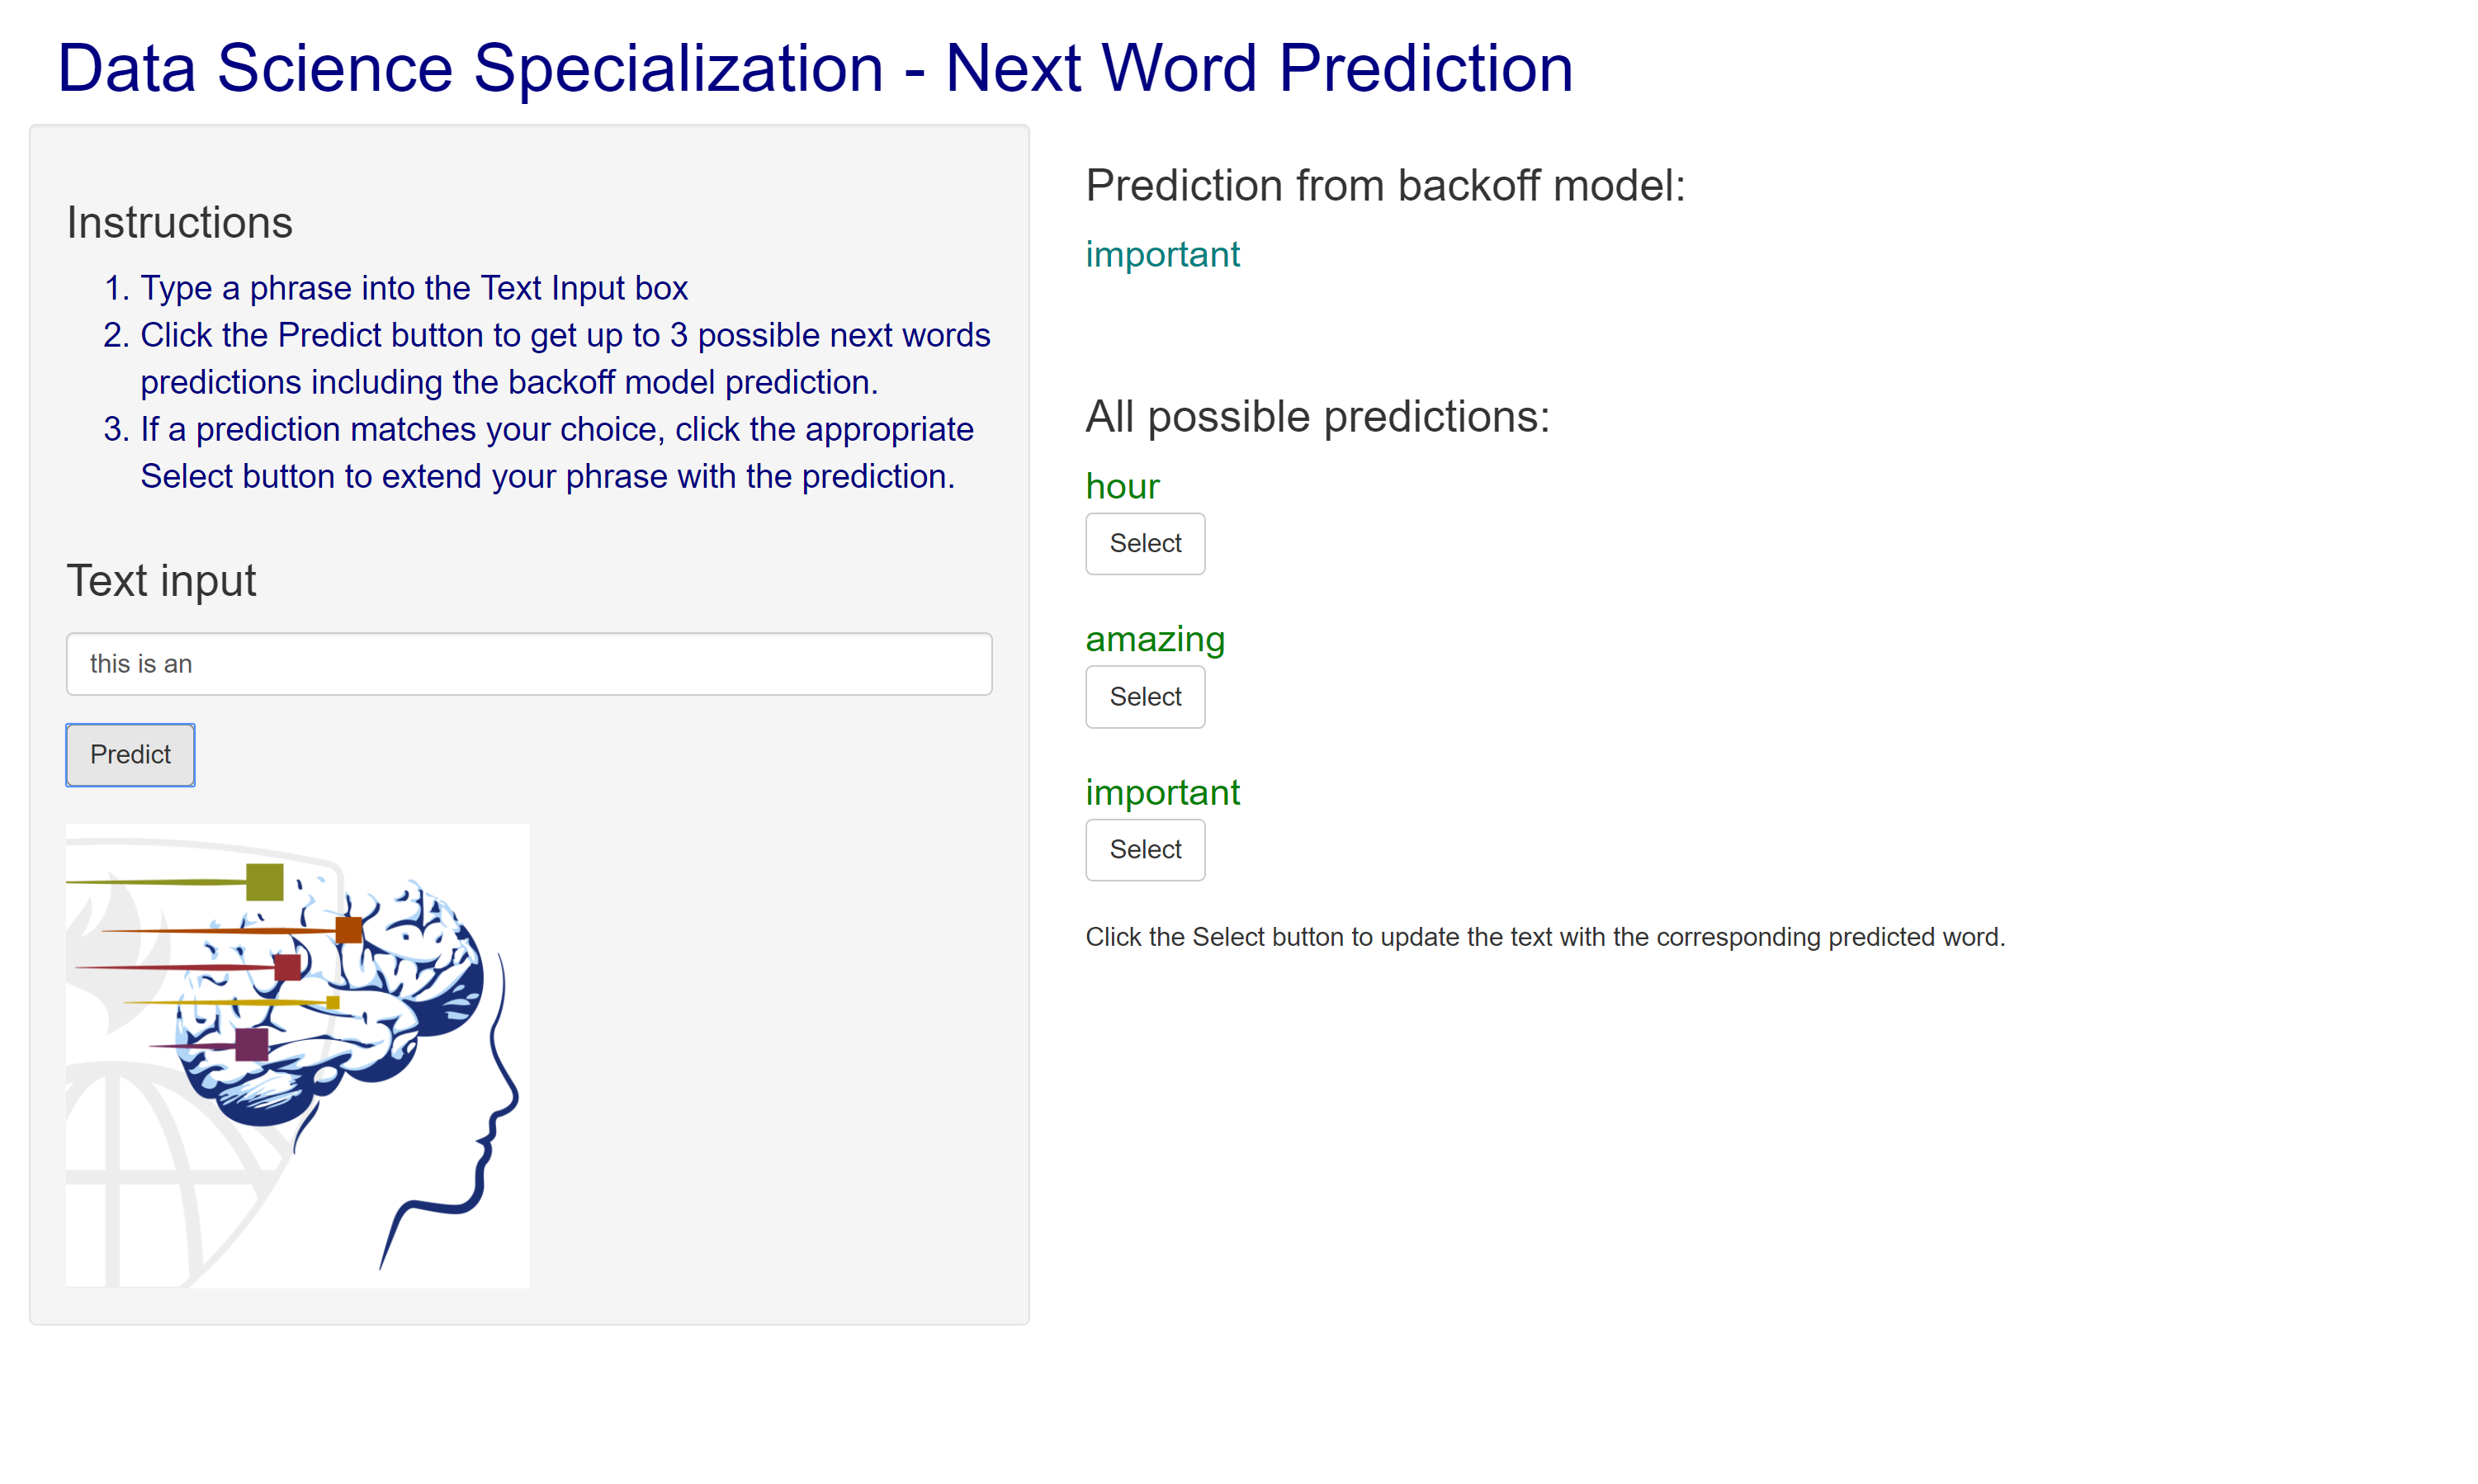 Data Science Specialization - Next Word Prediction
Instructions
1. Type a phrase into the Text Input box
2. Click the Predict button to get up to 3 possible next words
predictions including the backoff model prediction.
3. If a prediction matches your choice, click the appropriate
Select button to extend your phrase with the prediction.
Text input
this is an
Predict
Prediction from backoff model:
important
All possible predictions:
hour
Select
amazing
Select
important
Select
Click the Select button to update the text with the corresponding predicted word.